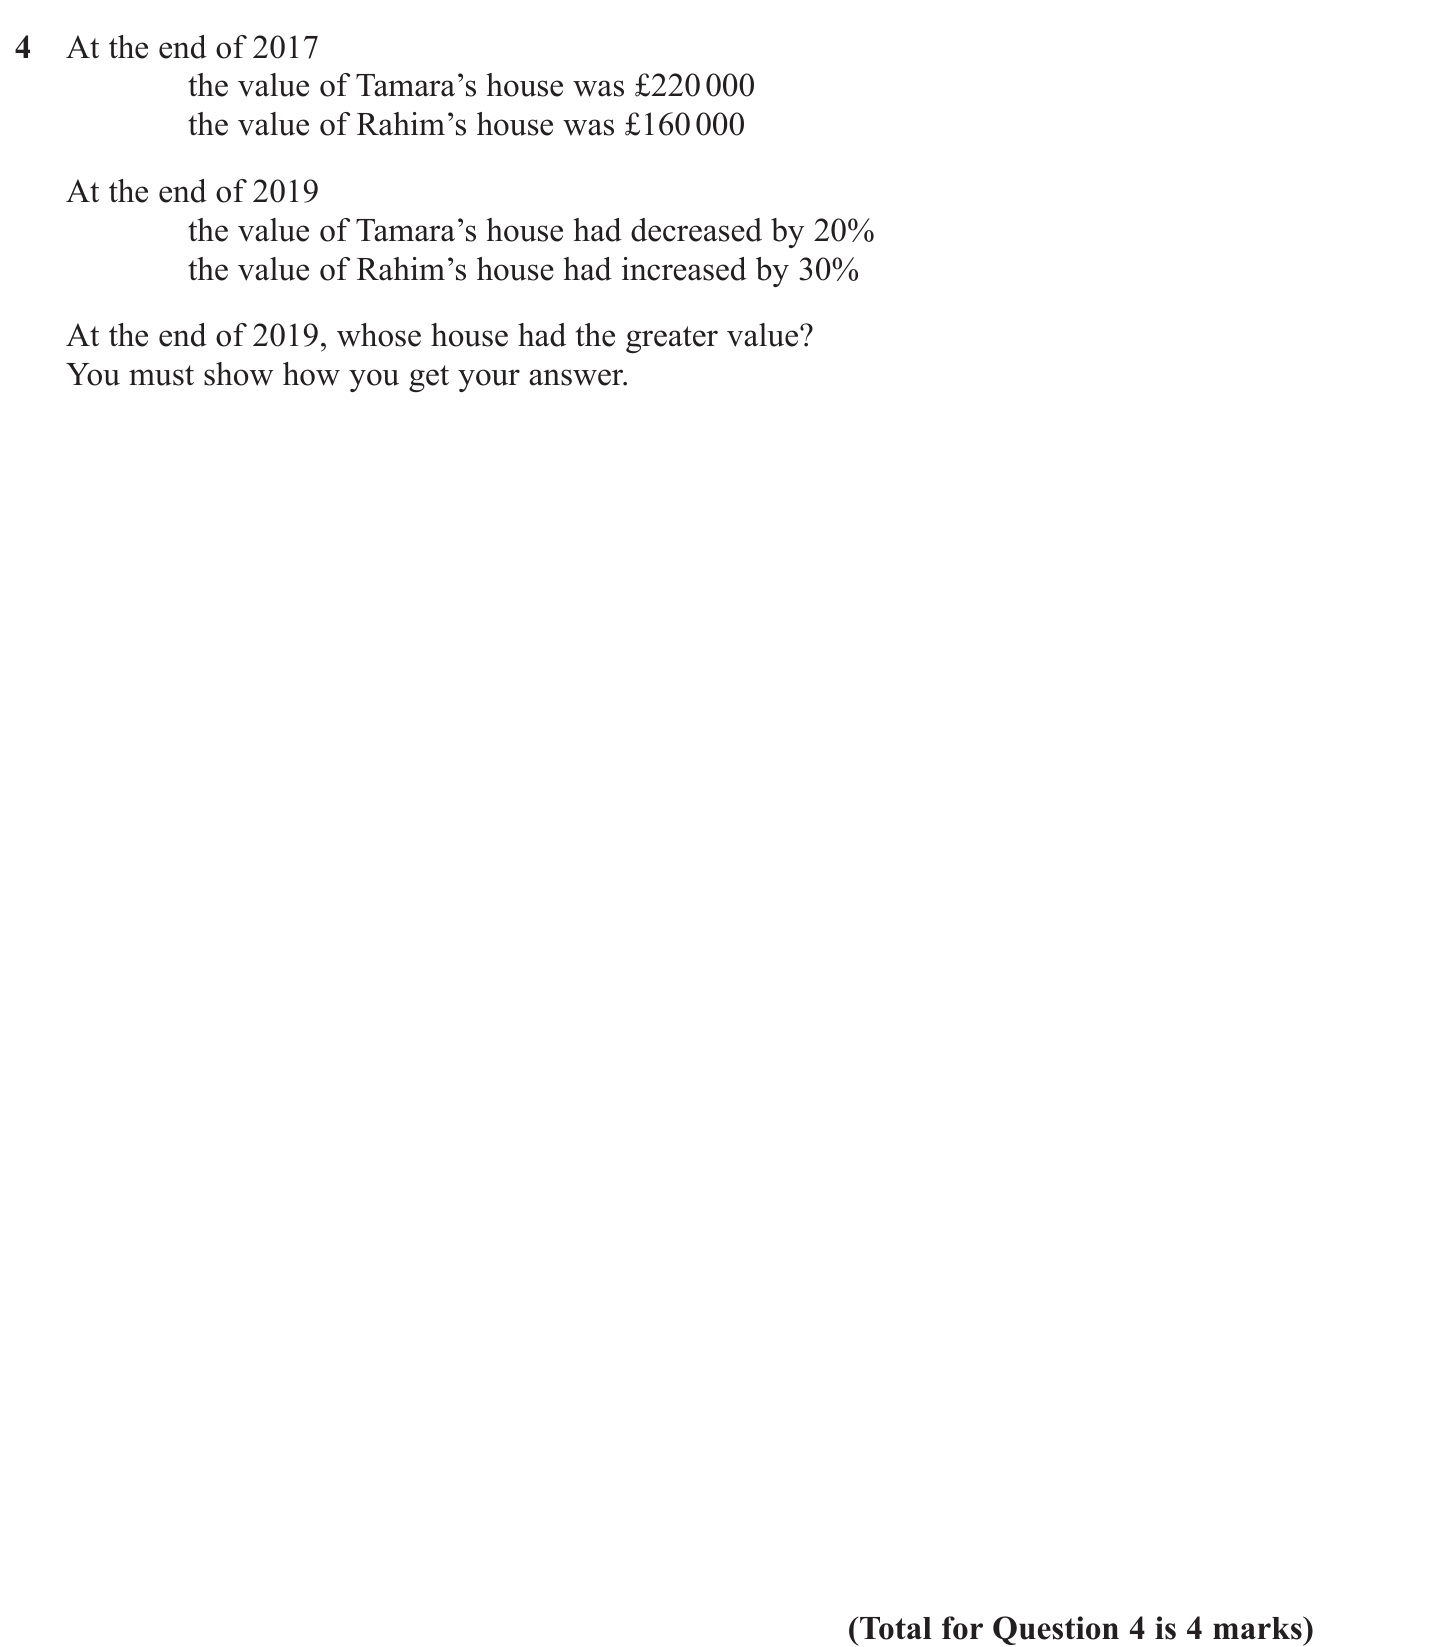 4 At the end of 2017
the value of Tamara’s house was £220 000
the value of Rahim’s house was £160 000
At the end of 2019
the value of Tamara’s house had decreased by 20%
the value of Rahim’s house had increased by 30%
At the end of 2019, whose house had the greater value?
You must show how you get your answer.
(Total for Question 4 is 4 marks)